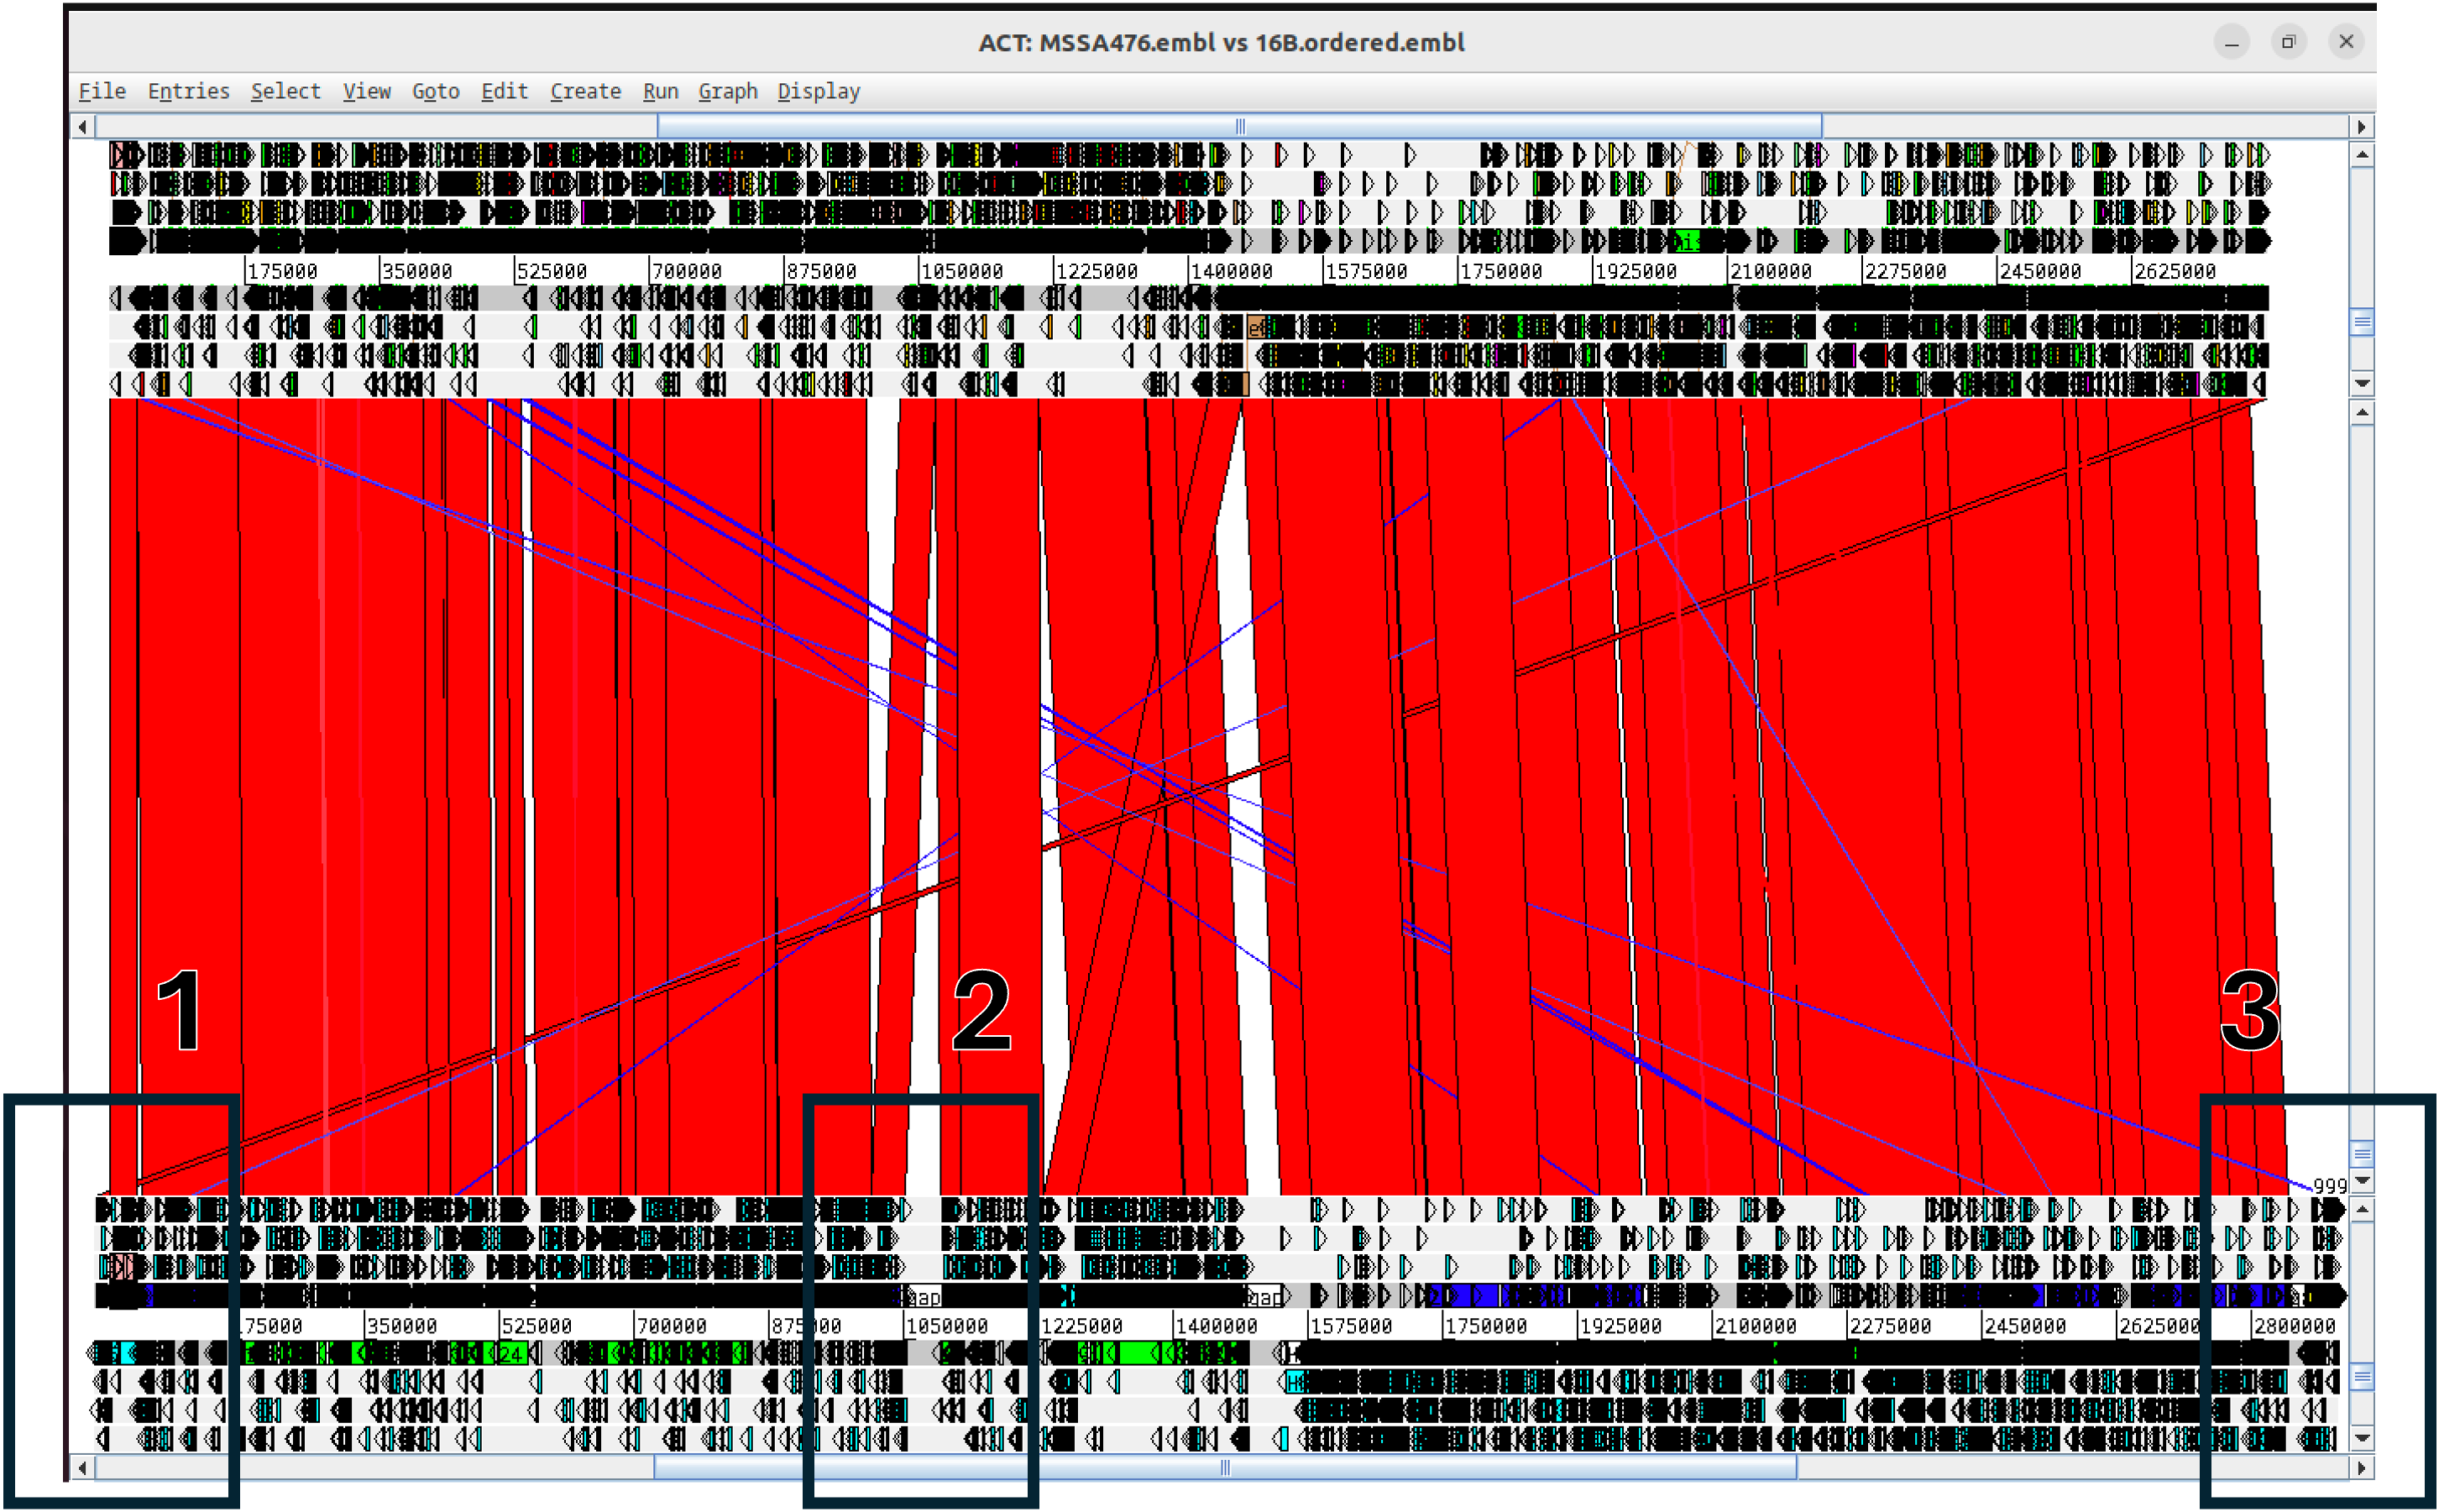 ACT: MSSA476.embl vs 16B.ordered.embl
File Entries Select View Goto Edit Create Run Graph Display
175000 350000 525000 700000 875000 1050000 1225000 1400000 1575000 1750000 1925000 2100000 2275000 2450000 2625000
1 2 3
999
gap gap
175000 350000 525000 700000 875000 1050000 1225000 1400000 1575000 1750000 1925000 2100000 2275000 2450000 2625000 2800000
24